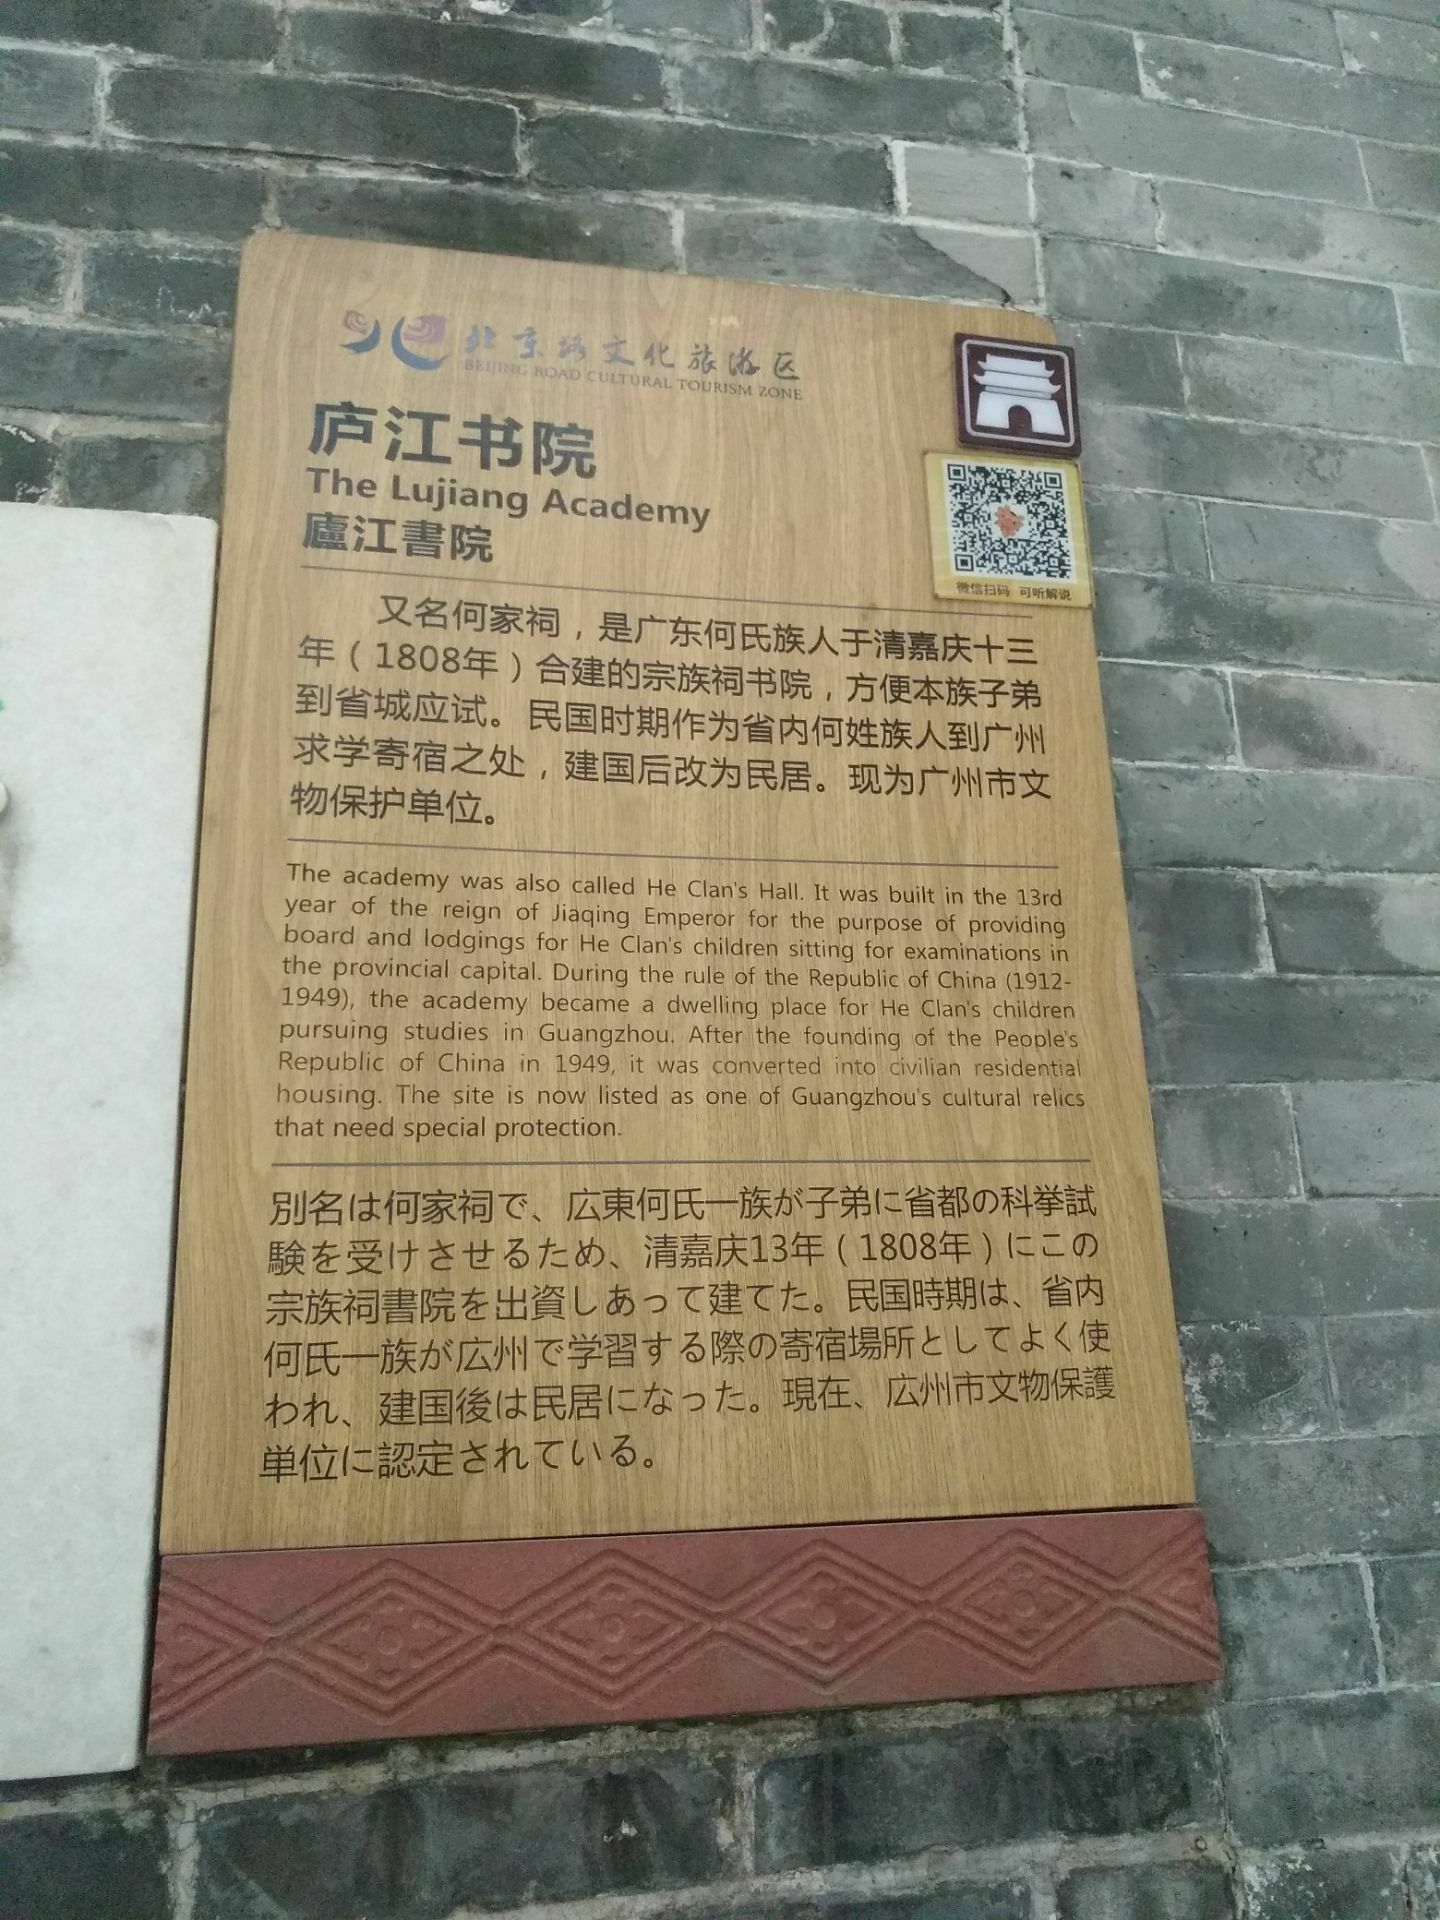 北京路文化旅游区
BEIJING ROAD CULTURAL TOURISM ZONE
庐江书院
The Lujiang Academy
廬江書院
微信扫码 可听解说
又名何家祠，是广东何氏族人于清嘉庆十三
年（1808年）合建的宗族祠书院，方便本族子弟
到省城应试。民国时期作为省内何姓族人到广州
求学寄宿之处，建国后改为民居。现为广州市文
物保护单位。
The academy was also called He Clan's Hall. It was built in the 13rd
year of the reign of Jiaqing Emperor for the purpose of providing
board and lodgings for He Clan's children sitting for examinations in
the provincial capital. During the rule of the Republic of China (1912-
1949), the academy became a dwelling place for He Clan's children
pursuing studies in Guangzhou. After the founding of the People's
Republic of China in 1949, it was converted into civilian residential
housing. The site is now listed as one of Guangzhou's cultural relics
that need special protection.
別名は何家祠で、広東何氏一族が子弟に省都の科挙試
験を受けさせるため、清嘉庆13年（1808年）にこの
宗族祠書院を出資しあって建てた。民国時期は、省内
何氏一族が広州で学習する際の寄宿場所としてよく使
われ、建国後は民居になった。現在、広州市文物保護
単位に認定されている。